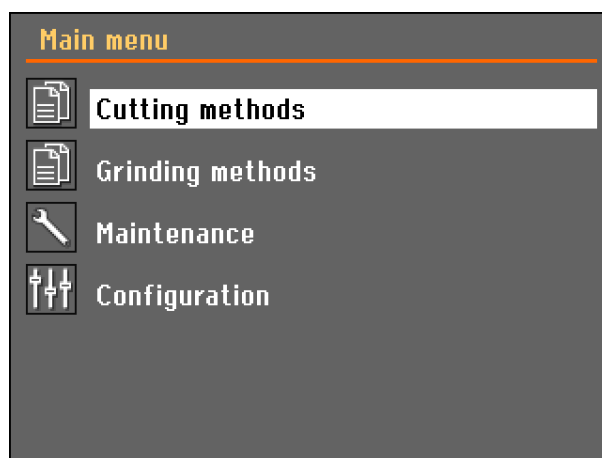 Main menu
Cutting methods
Grinding methods
Maintenance
Configuration